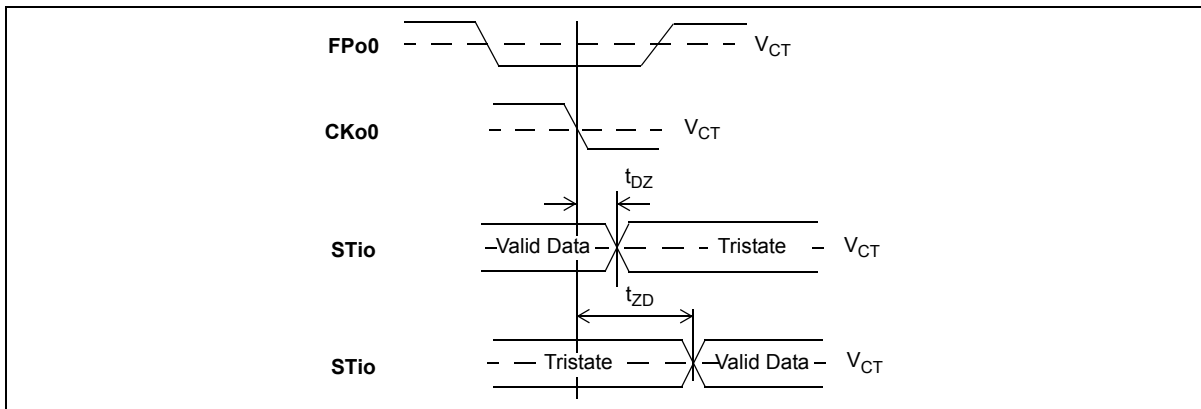 FPo0
V_CT
CKo0
V_CT
t_DZ
STio
Valid Data
Tristate
V_CT
t_ZD
STio
Tristate
Valid Data
V_CT